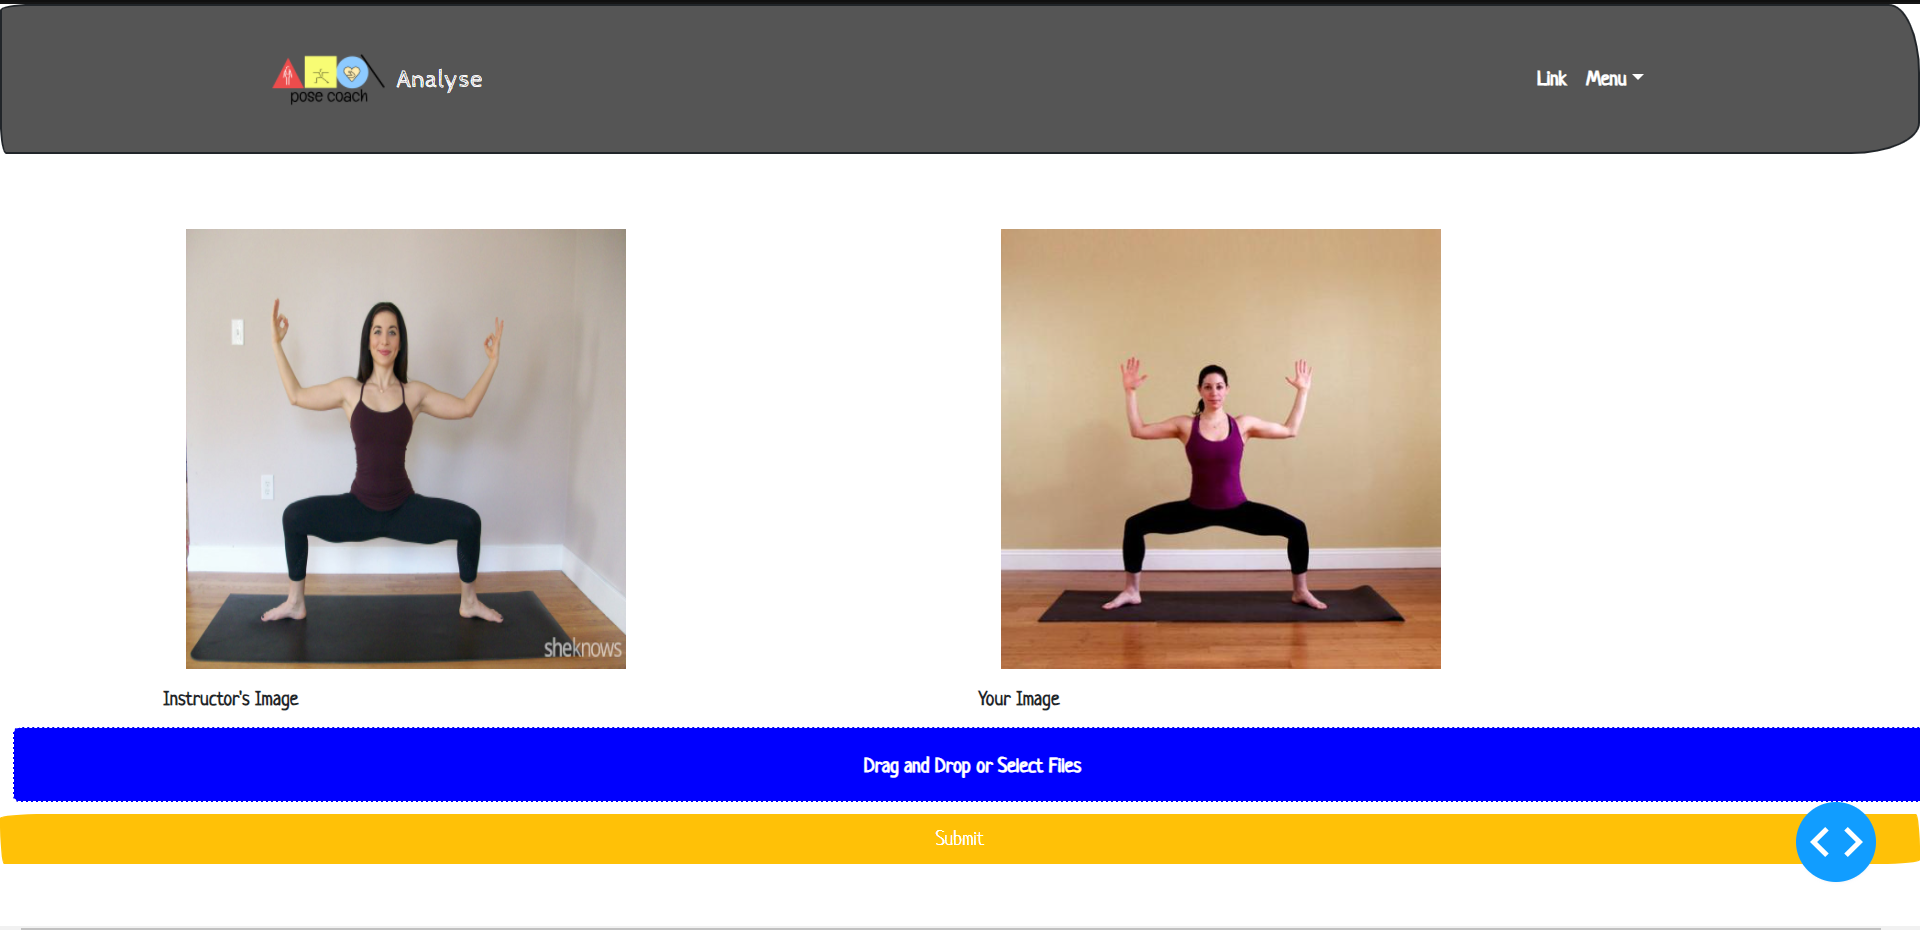 pose coach
Analyse
Link
Menu
sheknows
Instructor's Image
Your Image
Drag and Drop or Select Files
Submit